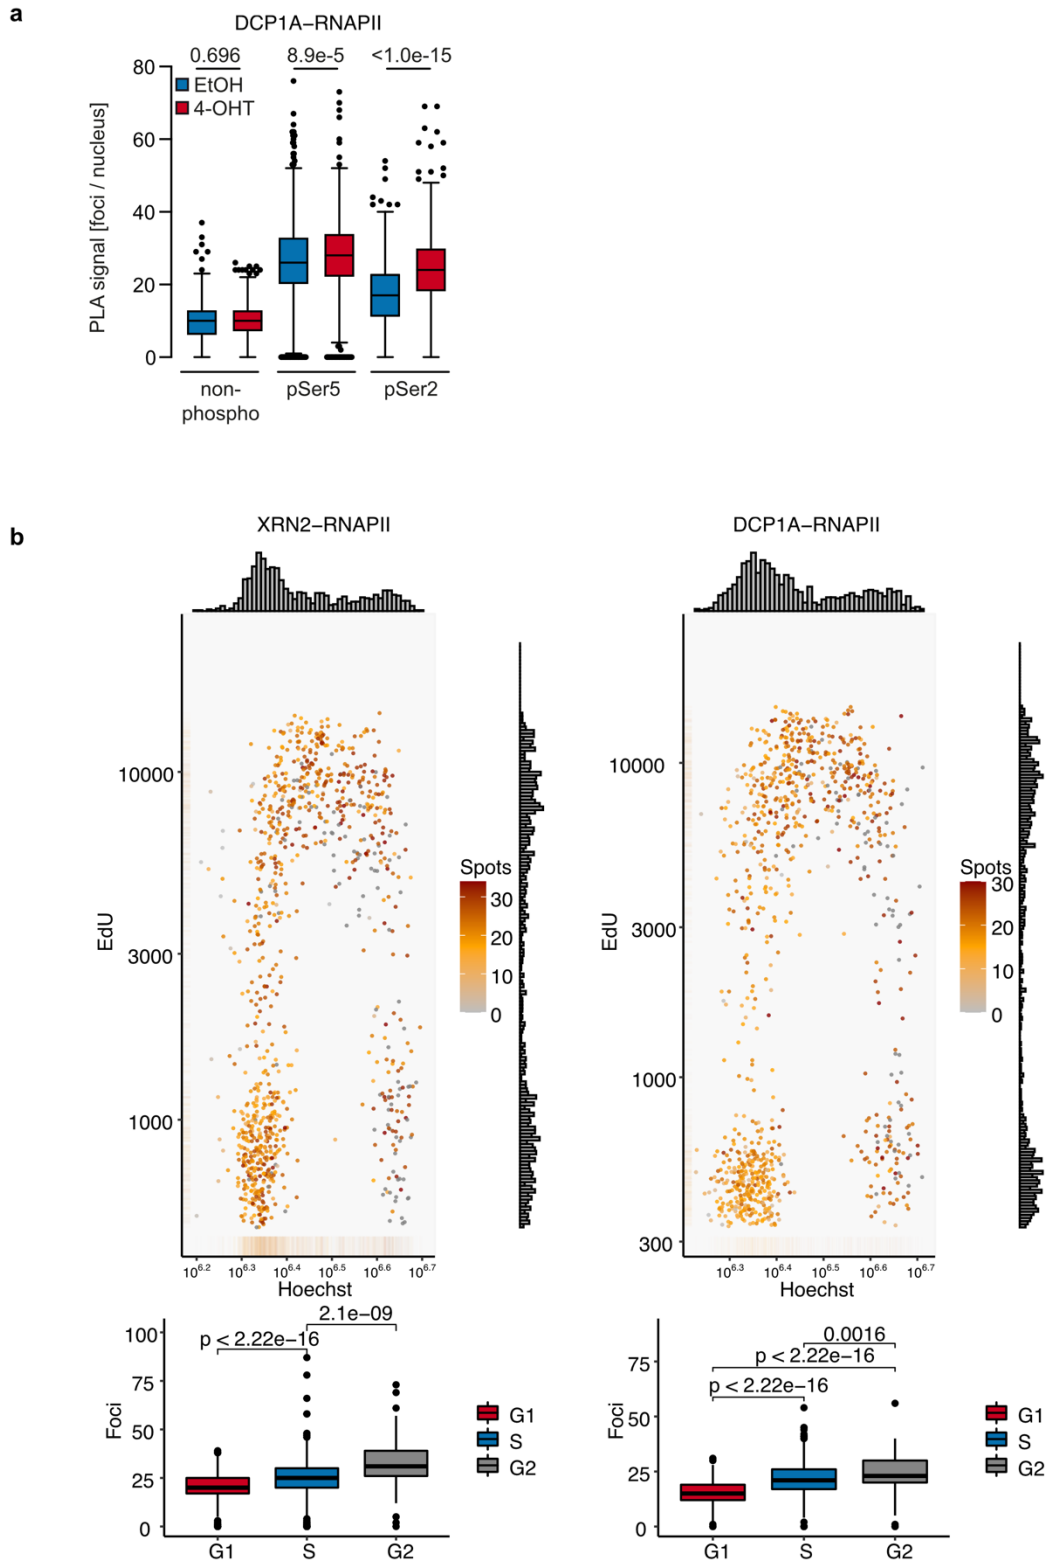 a
DCP1A–RNAPII
0.696
8.9e-5
<1.0e-15
EtOH
4-OHT
PLA signal [foci / nucleus]
80
60
40
20
0
non-
phospho
pSer5
pSer2
b
XRN2–RNAPII
EdU
10000
3000
1000
10^6.2
10^6.3
10^6.4
10^6.5
10^6.6
10^6.7
Hoechst
Spots
30
20
10
0
DCP1A–RNAPII
EdU
10000
3000
1000
300
10^6.3
10^6.4
10^6.5
10^6.6
10^6.7
Hoechst
Spots
30
20
10
0
2.1e−09
p < 2.22e−16
Foci
100
75
50
25
0
G1
S
G2
G1
S
G2
0.0016
p < 2.22e−16
p < 2.22e−16
Foci
75
50
25
0
G1
S
G2
G1
S
G2